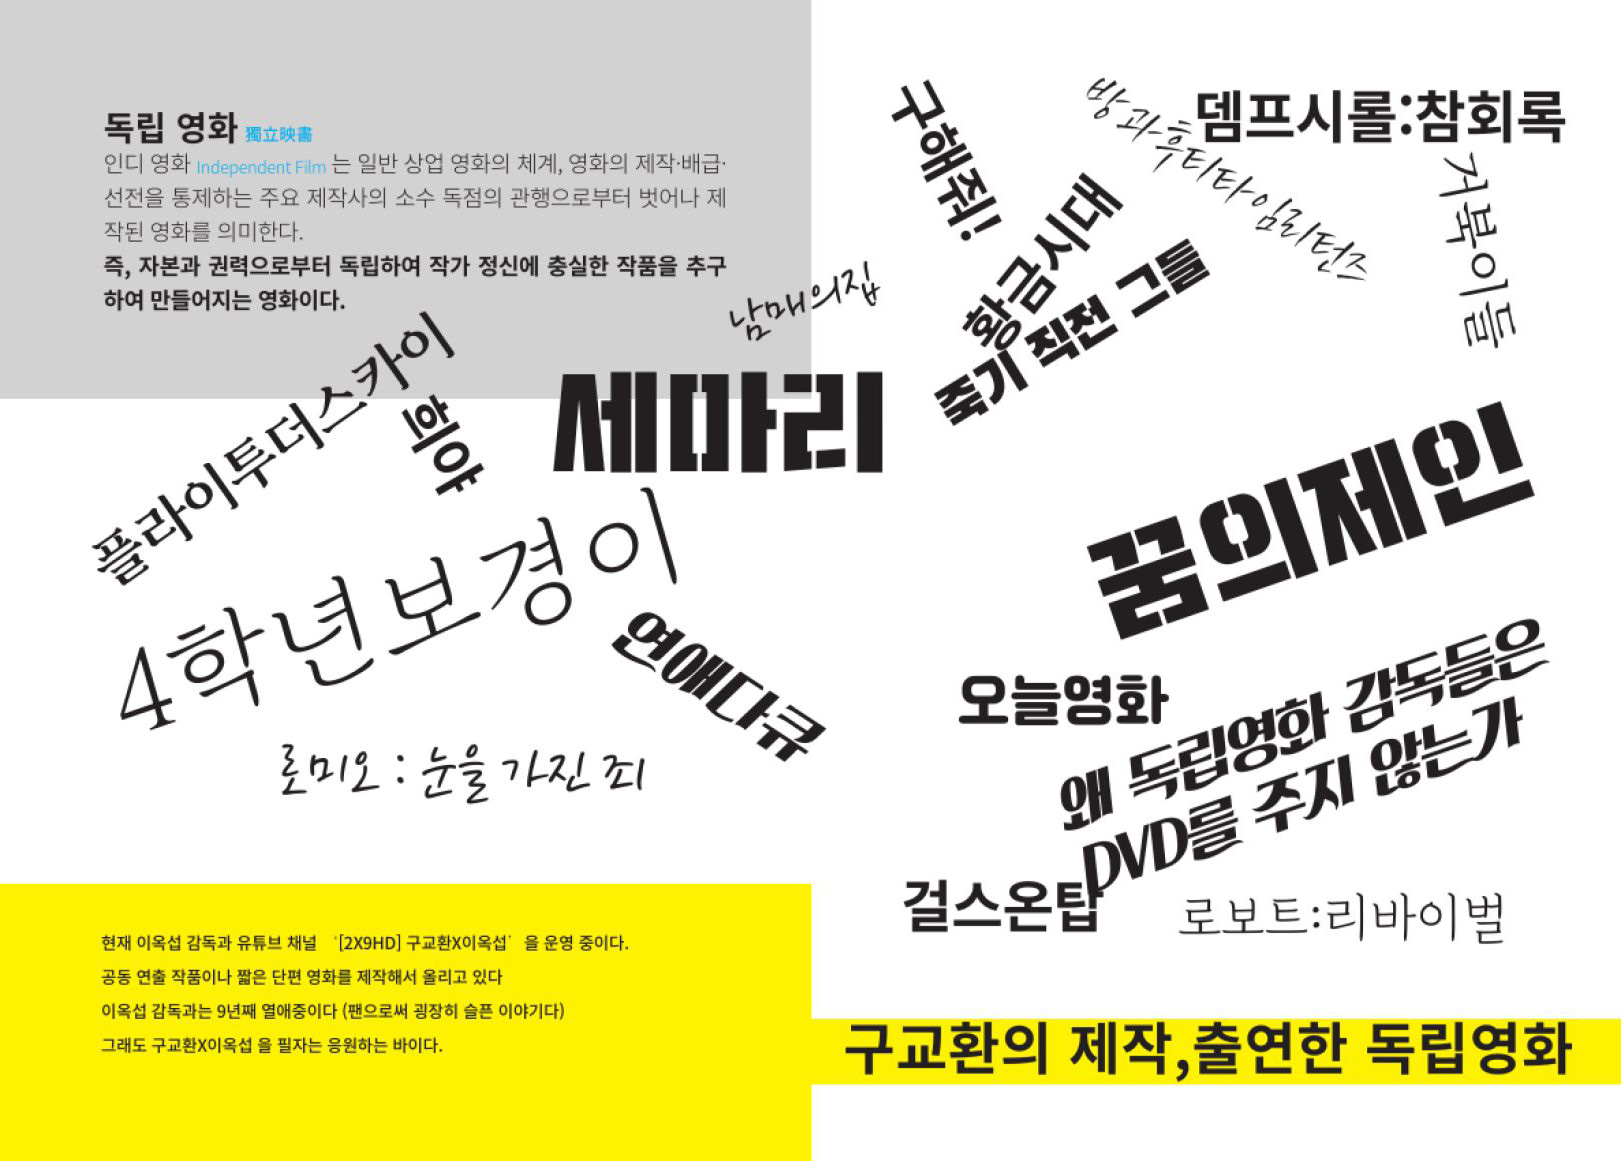 독립 영화 獨立映畵
인디 영화 Independent Film 는 일반 상업 영화의 체계, 영화의 제작·배급·
선전을 통제하는 주요 제작사의 소수 독점의 관행으로부터 벗어나 제
작된 영화를 의미한다.
즉, 자본과 권력으로부터 독립하여 작가 정신에 충실한 작품을 추구
하여 만들어지는 영화이다.
남매의집
플라이투더스카이
희야
세마리
4학년보경이
연애다큐
로미오 : 눈을 가진 죄
현재 이옥섭 감독과 유튜브 채널 '[2X9HD] 구교환X이옥섭' 을 운영 중이다.
공동 연출 작품이나 짧은 단편 영화를 제작해서 올리고 있다
이옥섭 감독과는 9년째 열애중이다 (팬으로써 굉장히 슬픈 이야기다)
그래도 구교환X이옥섭 을 필자는 응원하는 바이다.
구해줘!
방과후티타임리턴즈
뎀프시롤:참회록
거북이들
황금시대
죽기 직전 그들
꿈의제인
오늘영화
왜 독립영화 감독들은
DVD를 주지 않는가
걸스온탑
로보트:리바이벌
구교환의 제작,출연한 독립영화